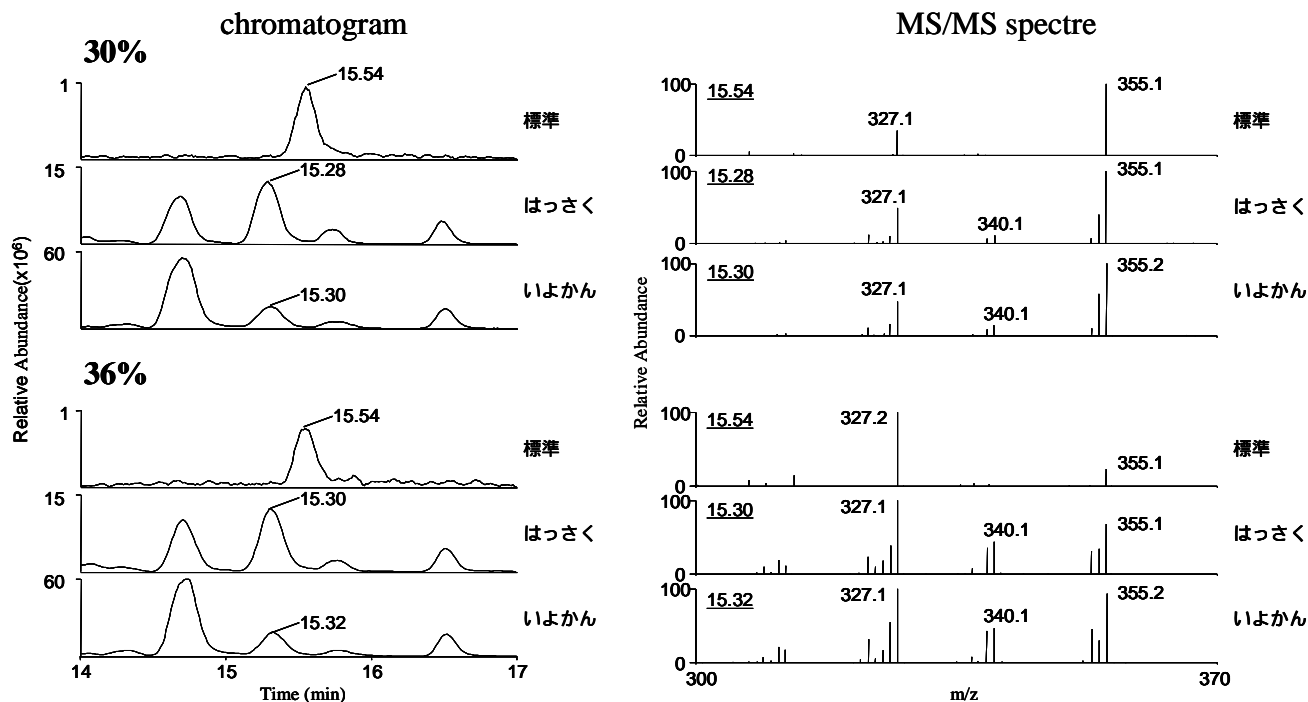 chromatogram
30%
Relative Abundance(x10⁶)
1
15.54
標準
15
15.28
はっさく
60
15.30
いよかん
36%
1
15.54
標準
15
15.30
はっさく
60
15.32
いよかん
14 15 16 17
Time (min)
MS/MS spectre
Relative Abundance
100
0
15.54
327.1
355.1
標準
100
0
15.28
327.1
340.1
355.1
はっさく
100
0
15.30
327.1
340.1
355.2
いよかん
100
0
15.54
327.2
355.1
標準
100
0
15.30
327.1
340.1
355.1
はっさく
100
0
15.32
327.1
340.1
355.2
いよかん
300 370
m/z